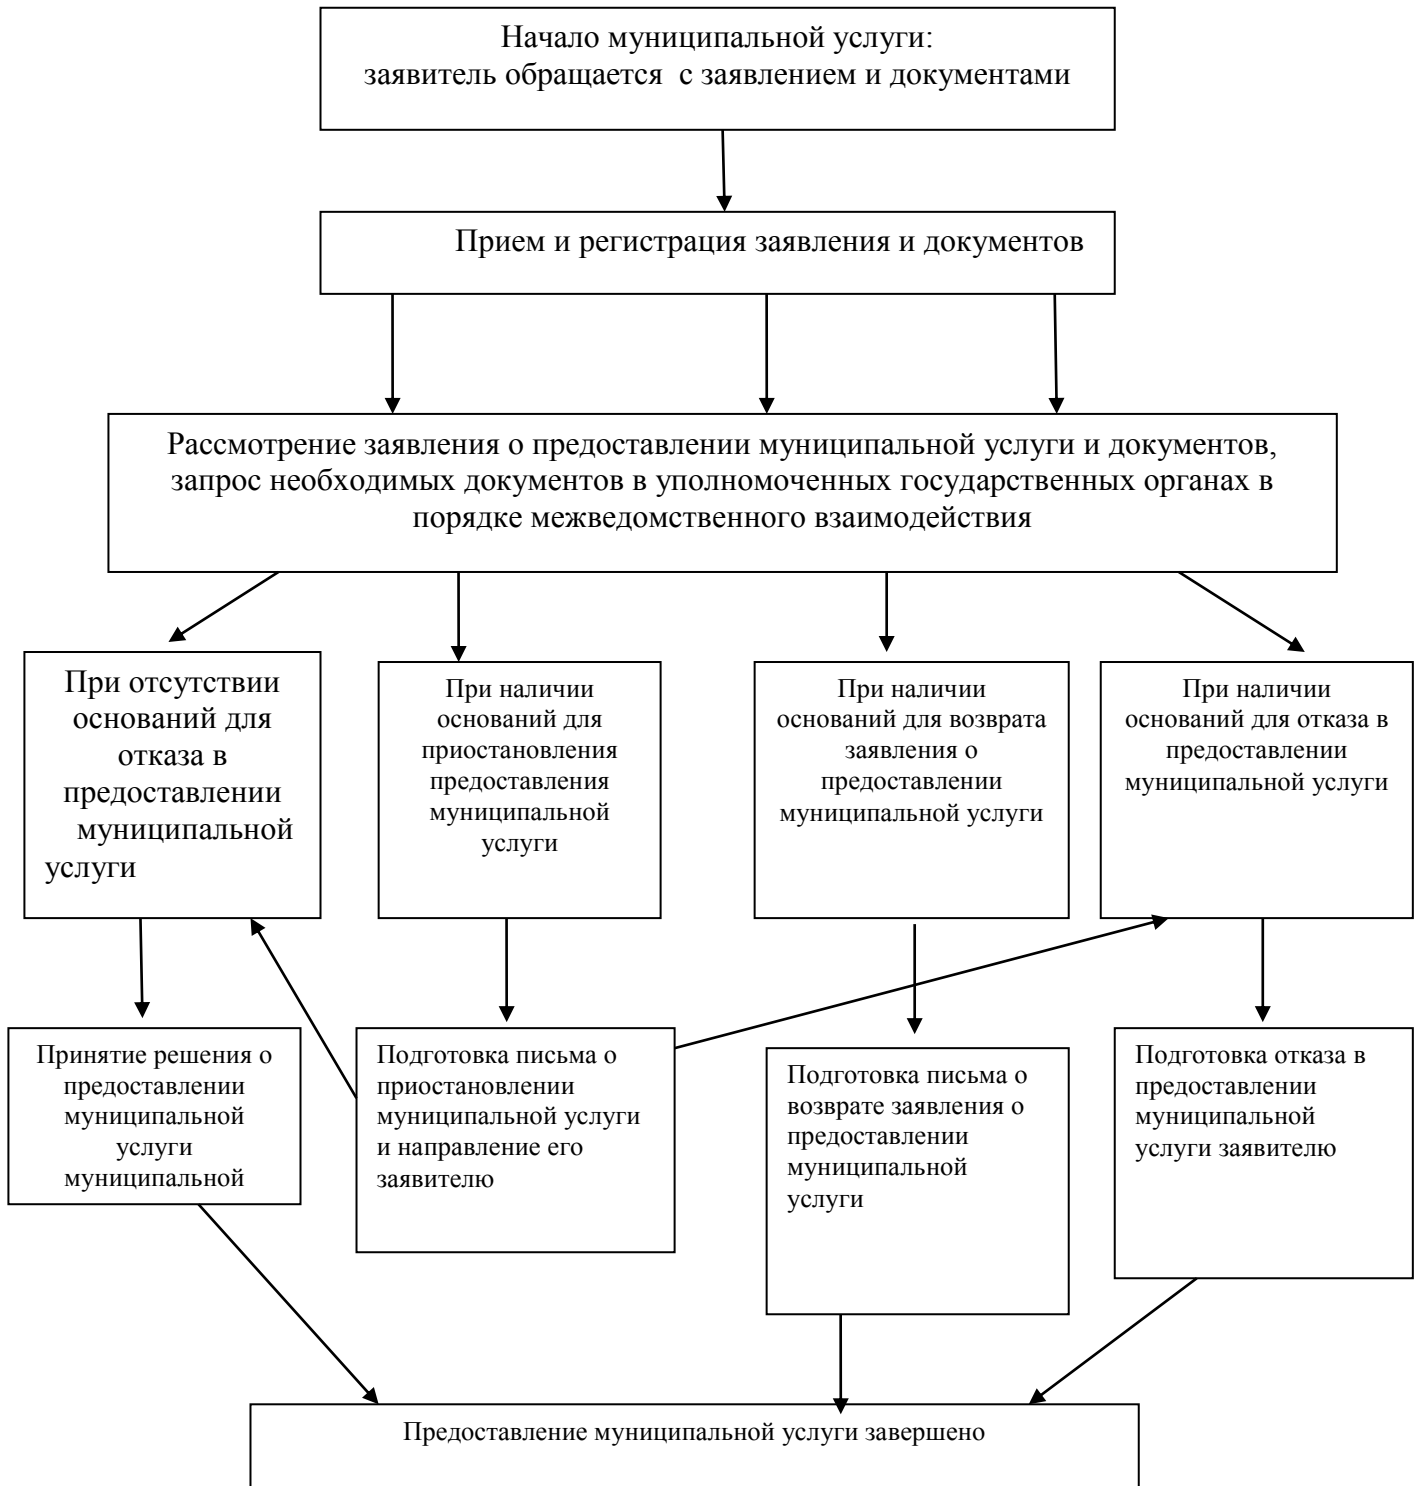 Начало муниципальной услуги:
заявитель обращается с заявлением и документами
Прием и регистрация заявления и документов
Рассмотрение заявления о предоставлении муниципальной услуги и документов,
запрос необходимых документов в уполномоченных государственных органах в
порядке межведомственного взаимодействия
При отсутствии
оснований для
отказа в
предоставлении
муниципальной
услуги
При наличии
оснований для
приостановления
предоставления
муниципальной
услуги
При наличии
оснований для возврата
заявления о
предоставлении
муниципальной услуги
При наличии
оснований для отказа в
предоставлении
муниципальной услуги
Принятие решения о
предоставлении
муниципальной
услуги
муниципальной
Подготовка письма о
приостановлении
муниципальной услуги
и направление его
заявителю
Подготовка письма о
возврате заявления о
предоставлении
муниципальной
услуги
Подготовка отказа в
предоставлении
муниципальной
услуги заявителю
Предоставление муниципальной услуги завершено